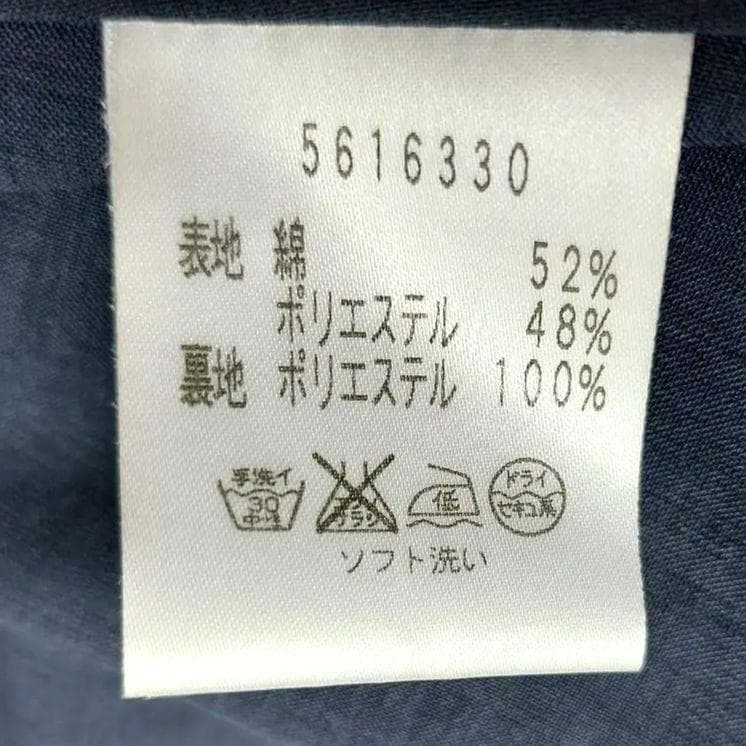 5616330
表地 綿 52%
ポリエステル 48%
裏地 ポリエステル 100%
手洗イ
30
中性
エンソ
サラシ
低
ドライ
セキユ系
ソフト洗い